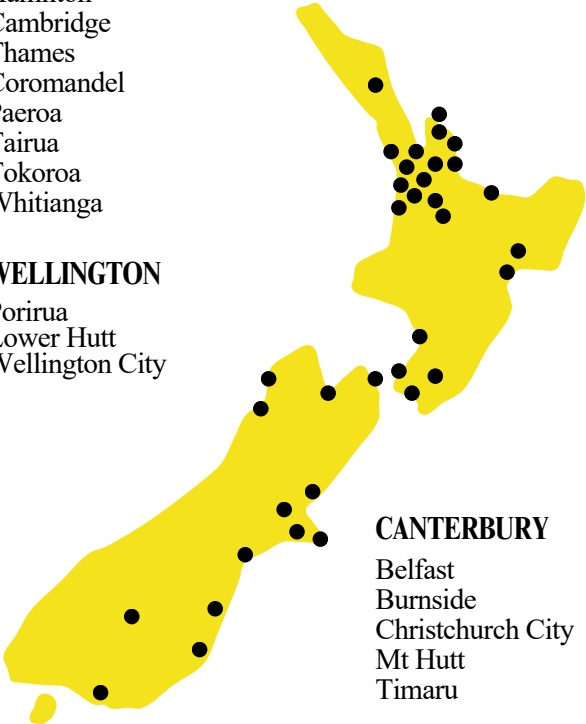 Hamilton
Cambridge
Thames
Coromandel
Paeroa
Tairua
Tokoroa
Whitianga
WELLINGTON
Porirua
Lower Hutt
Wellington City
CANTERBURY
Belfast
Burnside
Christchurch City
Mt Hutt
Timaru